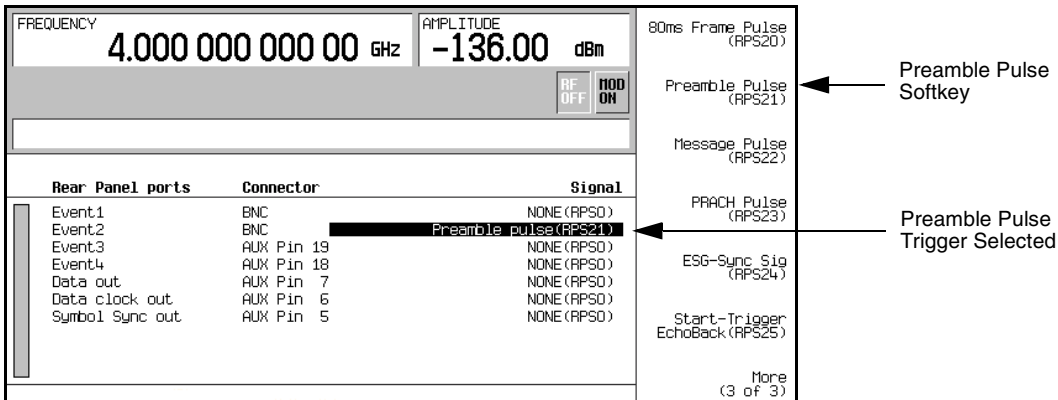 FREQUENCY
4.000 000 000 00 GHz
AMPLITUDE
-136.00 dBm
RF OFF
MOD ON
Rear Panel ports Connector Signal
Event1 BNC NONE(RPS0)
Event2 BNC Preamble pulse(RPS21)
Event3 AUX Pin 19 NONE(RPS0)
Event4 AUX Pin 18 NONE(RPS0)
Data out AUX Pin 7 NONE(RPS0)
Data clock out AUX Pin 6 NONE(RPS0)
Symbol Sync out AUX Pin 5 NONE(RPS0)
80ms Frame Pulse
(RPS20)
Preamble Pulse
(RPS21)
Message Pulse
(RPS22)
PRACH Pulse
(RPS23)
ESG-Sync Sig
(RPS24)
Start-Trigger
EchoBack(RPS25)
More
(3 of 3)
Preamble Pulse
Softkey
Preamble Pulse
Trigger Selected